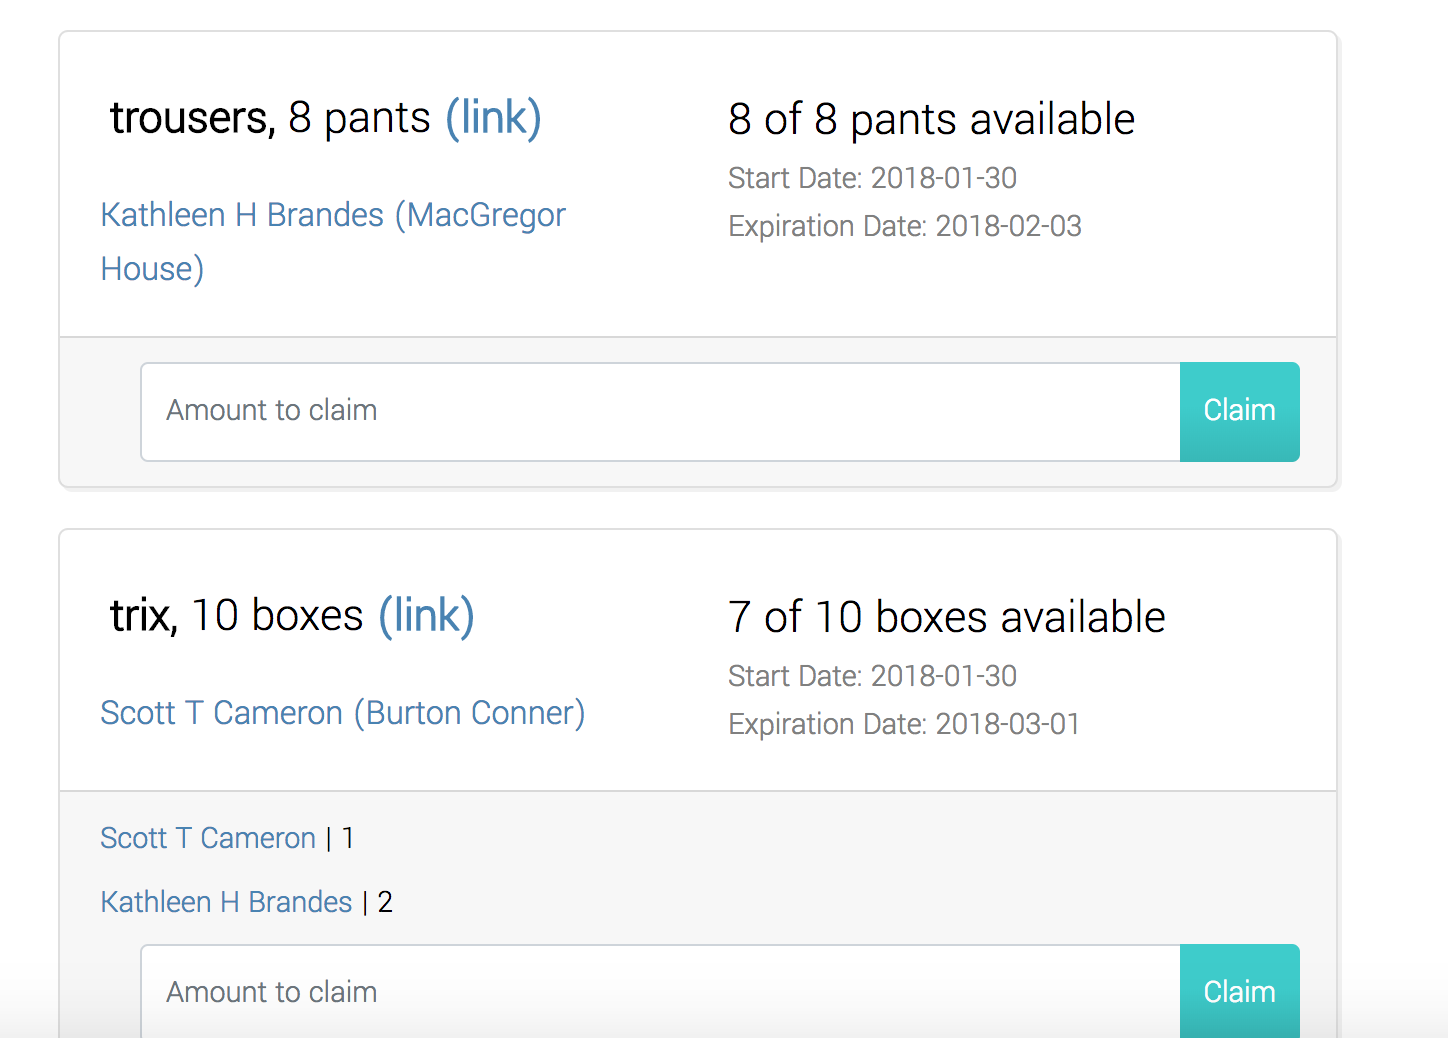 trousers, 8 pants (link)
8 of 8 pants available
Start Date: 2018-01-30
Expiration Date: 2018-02-03
Kathleen H Brandes (MacGregor
House)
Amount to claim
Claim
trix, 10 boxes (link)
7 of 10 boxes available
Start Date: 2018-01-30
Expiration Date: 2018-03-01
Scott T Cameron (Burton Conner)
Scott T Cameron | 1
Kathleen H Brandes | 2
Amount to claim
Claim